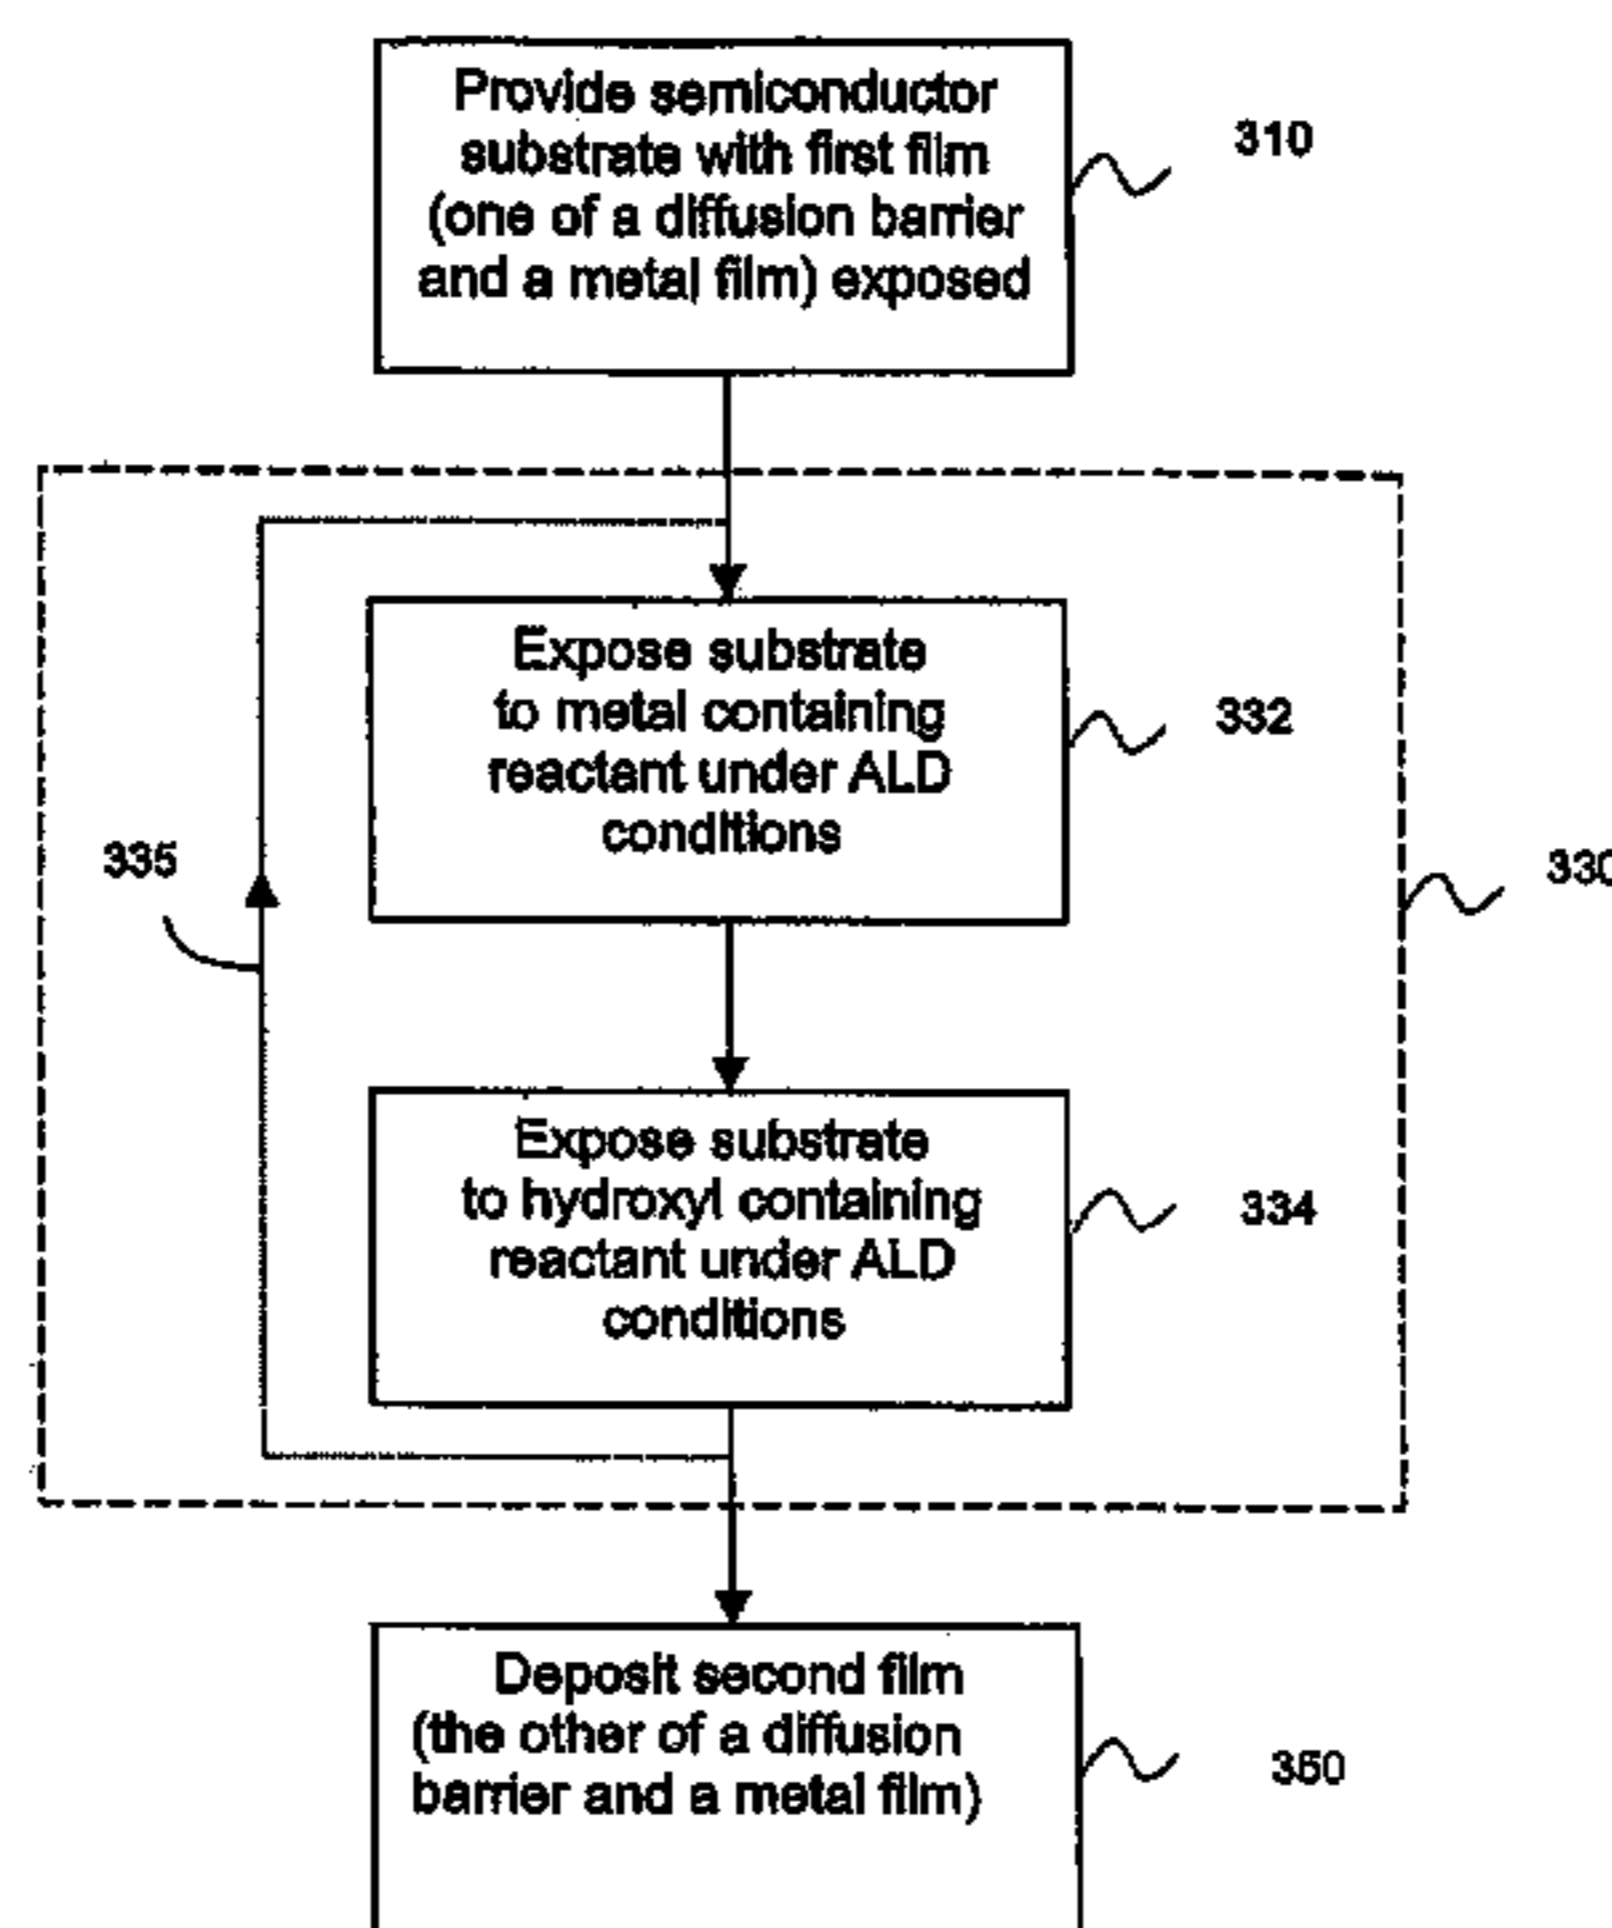 Provide semiconductor
substrate with first film
(one of a diffusion barrier
and a metal film) exposed
310
Expose substrate
to metal containing
reactant under ALD
conditions
332
335
330
Expose substrate
to hydroxyl containing
reactant under ALD
conditions
334
Deposit second film
(the other of a diffusion
barrier and a metal film)
350